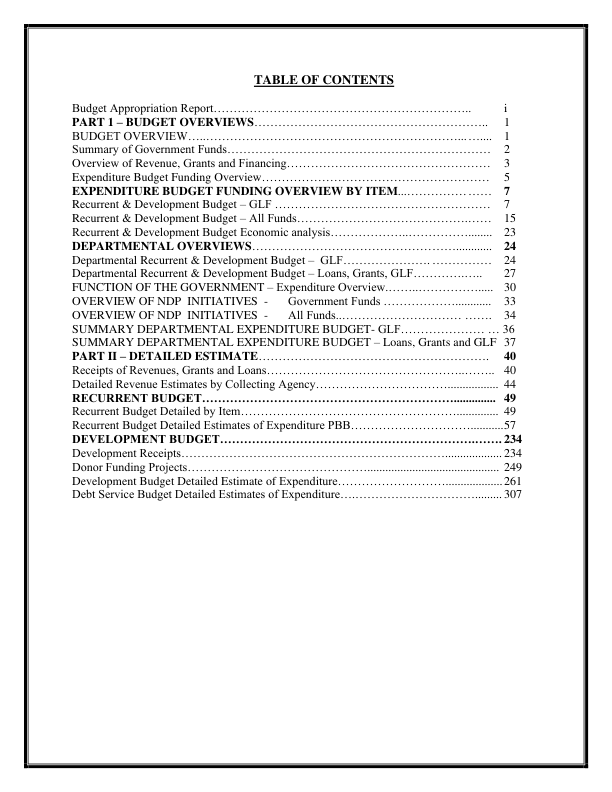 TABLE OF CONTENTS
Budget Appropriation Report……………………………………………………….. i
PART 1 – BUDGET OVERVIEWS………………………………………………….. 1
BUDGET OVERVIEW…..…………………………………………………………..…….... 1
Summary of Government Funds………………………………………………………… 2
Overview of Revenue, Grants and Financing…………………………………………… 3
Expenditure Budget Funding Overview………………………………………………… 5
EXPENDITURE BUDGET FUNDING OVERVIEW BY ITEM...………….…… 7
Recurrent & Development Budget – GLF ……………………………………………… 7
Recurrent & Development Budget – All Funds…………………………………….…… 15
Recurrent & Development Budget Economic analysis…………………………......... 23
DEPARTMENTAL OVERVIEWS……………………………………………............ 24
Departmental Recurrent & Development Budget – GLF…………………. …………… 24
Departmental Recurrent & Development Budget – Loans, Grants, GLF…………….….. 27
FUNCTION OF THE GOVERNMENT – Expenditure Overview…….…………….... 30
OVERVIEW OF NDP INITIATIVES - Government Funds ………………............ 33
OVERVIEW OF NDP INITIATIVES - All Funds...………………………. ……. 34
SUMMARY DEPARTMENTAL EXPENDITURE BUDGET- GLF…………….…… … 36
SUMMARY DEPARTMENTAL EXPENDITURE BUDGET – Loans, Grants and GLF 37
PART II – DETAILED ESTIMATE………………………………………………… 40
Receipts of Revenues, Grants and Loans………………………………………….…….. 40
Detailed Revenue Estimates by Collecting Agency…………………………................. 44
RECURRENT BUDGET……………………………………………………............. 49
Recurrent Budget Detailed by Item…………………………………………............... 49
Recurrent Budget Detailed Estimates of Expenditure PBB……………………............57
DEVELOPMENT BUDGET…………………………………………………….…… 234
Development Receipts……………………………………………………................. 234
Donor Funding Projects…………………………………............................................ 249
Development Budget Detailed Estimate of Expenditure……………………...................261
Debt Service Budget Detailed Estimates of Expenditure….………………………….........307